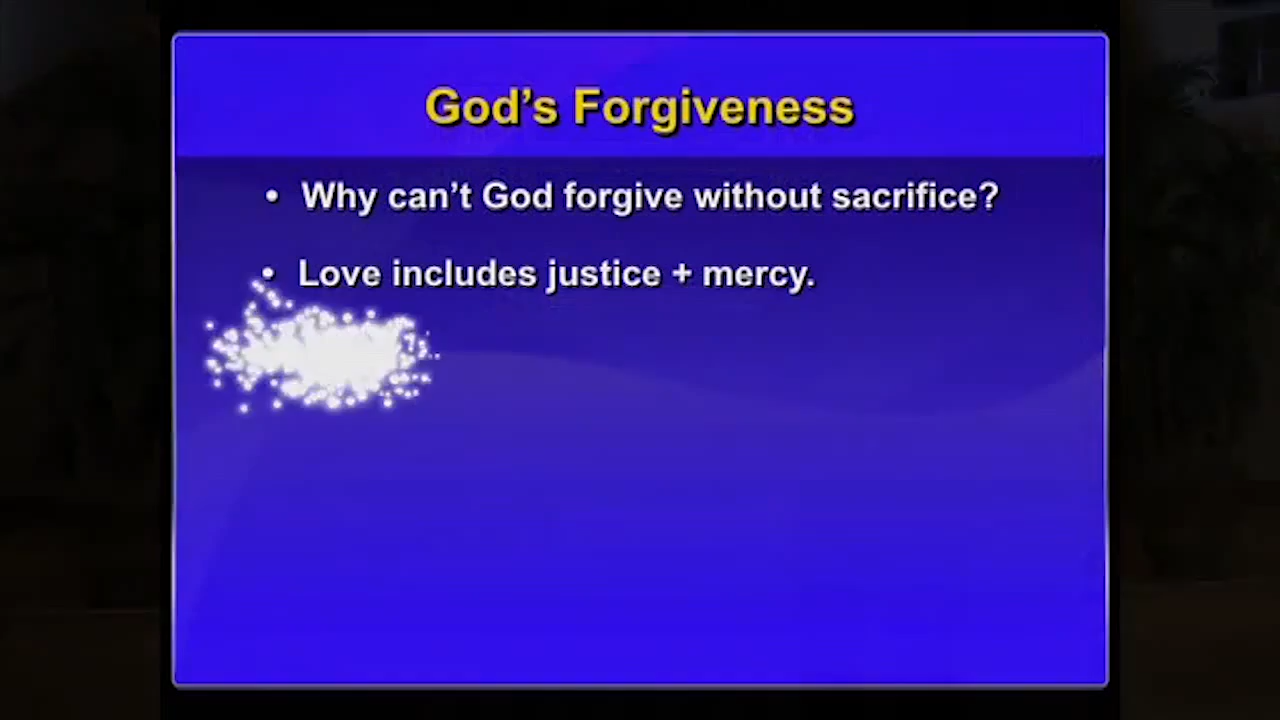 God's Forgiveness
• Why can't God forgive without sacrifice?
• Love includes justice + mercy.